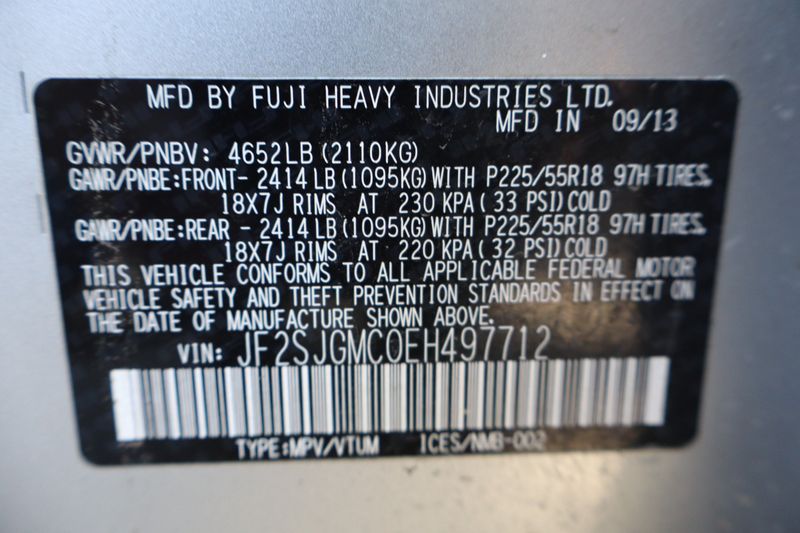 MFD BY FUJI HEAVY INDUSTRIES LTD.
MFD IN 09/13
GVWR/PNBV: 4652LB (2110KG)
GAWR/PNBE:FRONT- 2414 LB (1095KG) WITH P225/55R18 97H TIRES,
18X7J RIMS AT 230 KPA ( 33 PSI) COLD
GAWR/PNBE:REAR - 2414 LB (1095KG) WITH P225/55R18 97H TIRES,
18X7J RIMS AT 220 KPA ( 32 PSI) COLD
THIS VEHICLE CONFORMS TO ALL APPLICABLE FEDERAL MOTOR
VEHICLE SAFETY AND THEFT PREVENTION STANDARDS IN EFFECT ON
THE DATE OF MANUFACTURE SHOWN ABOVE.
VIN: JF2SJGMC0EH497712
TYPE:MPV/VTUM ICES/NMB-002